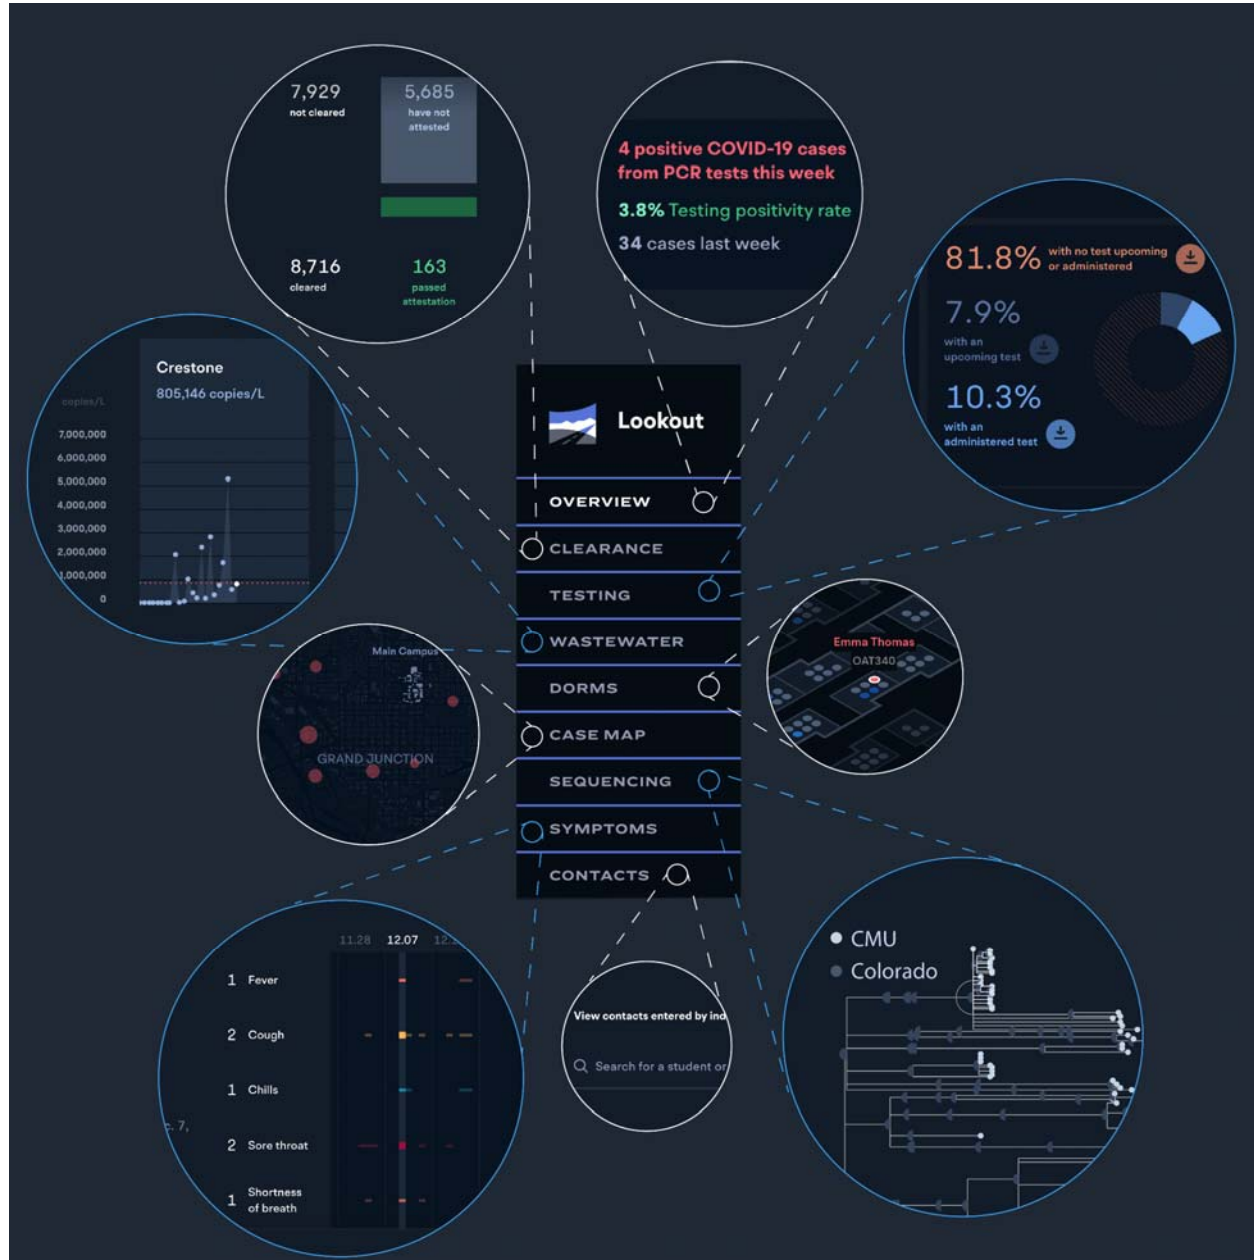 7,929
not cleared
5,685
have not
attested
8,716
cleared
163
passed
attestation
4 positive COVID-19 cases
from PCR tests this week
3.8% Testing positivity rate
34 cases last week
81.8% with no test upcoming
or administered
7.9%
with an
upcoming test
10.3%
with an
administered test
Crestone
805,146 copies/L
copies/L
7,000,000
6,000,000
5,000,000
4,000,000
3,000,000
2,000,000
1,000,000
0
Lookout
OVERVIEW
CLEARANCE
TESTING
WASTEWATER
DORMS
CASE MAP
SEQUENCING
SYMPTOMS
CONTACTS
Emma Thomas
OAT340
Main Campus
GRAND JUNCTION
11.28 12.07
1 Fever
2 Cough
1 Chills
7,
2 Sore throat
1 Shortness
of breath
View contacts entered by ind
Search for a student or
CMU
Colorado